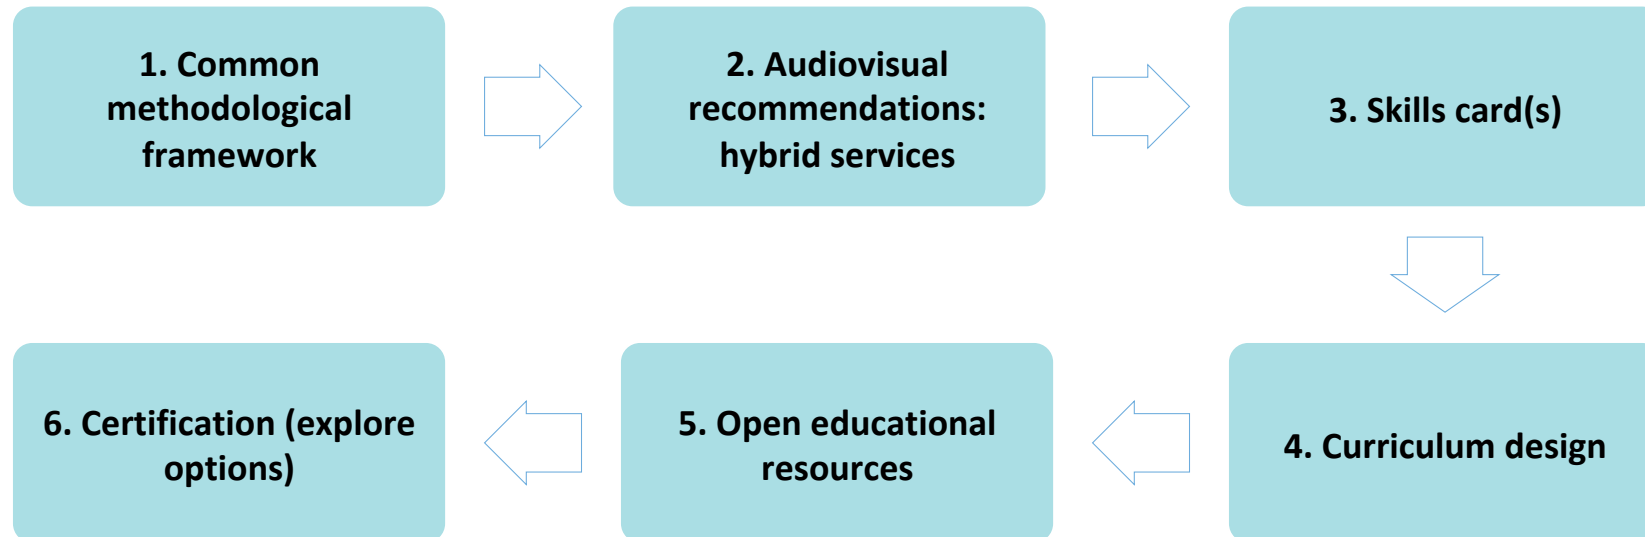 1. Common
methodological
framework
2. Audiovisual
recommendations:
hybrid services
3. Skills card(s)
4. Curriculum design
5. Open educational
resources
6. Certification (explore
options)